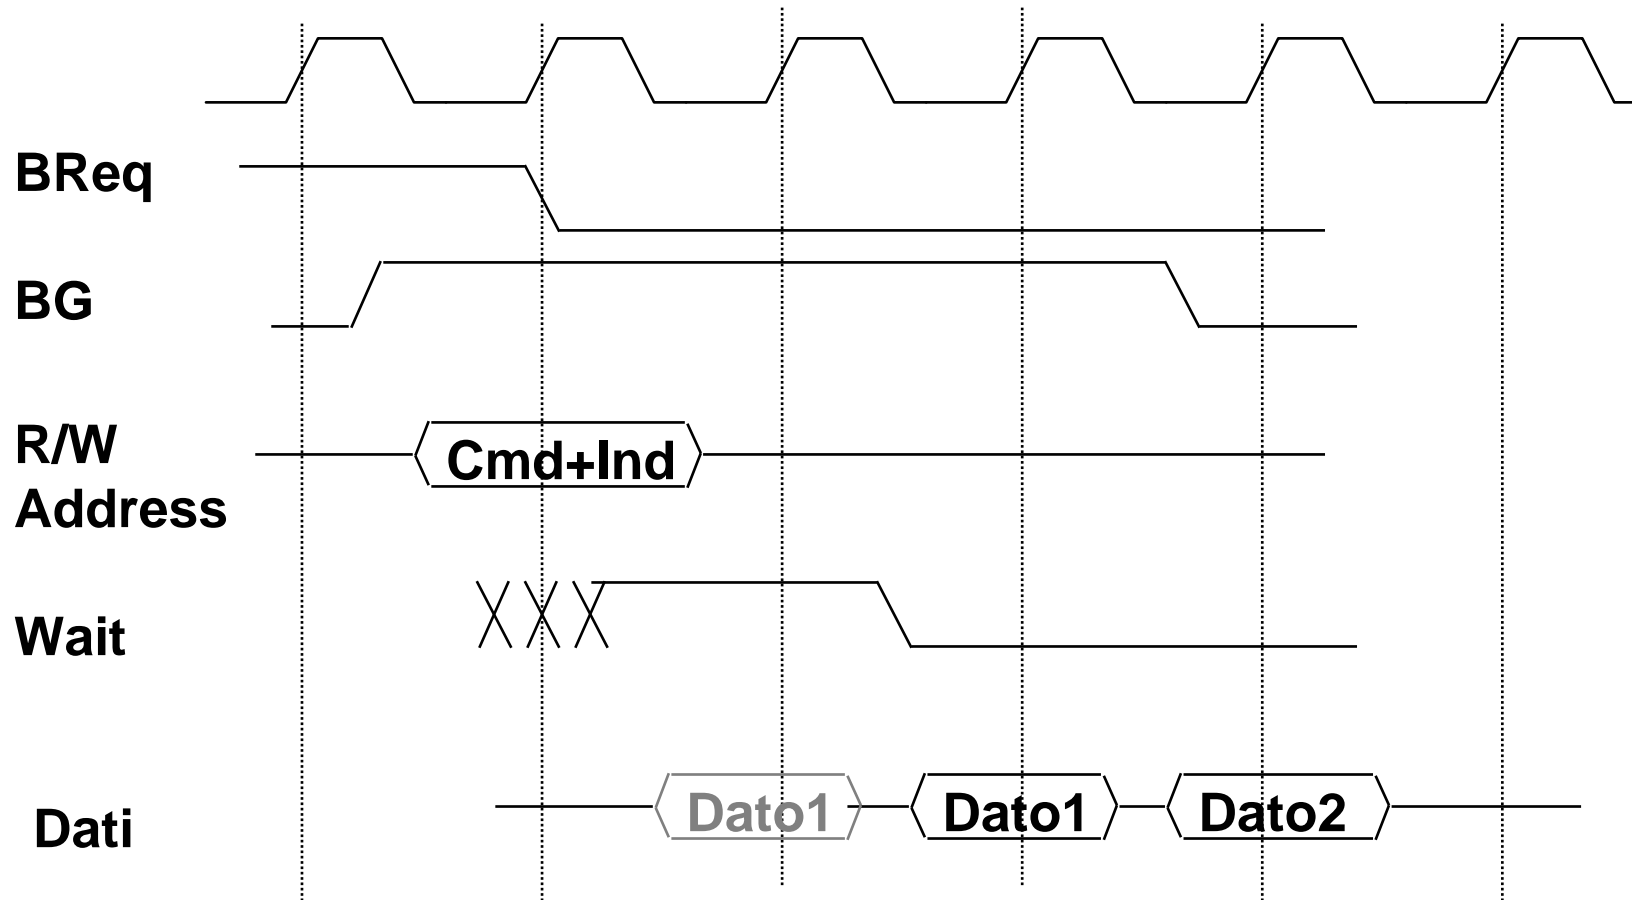 BReq
BG
R/W
Cmd+Ind
Address
Wait
Dati
Dato1
Dato1
Dato2